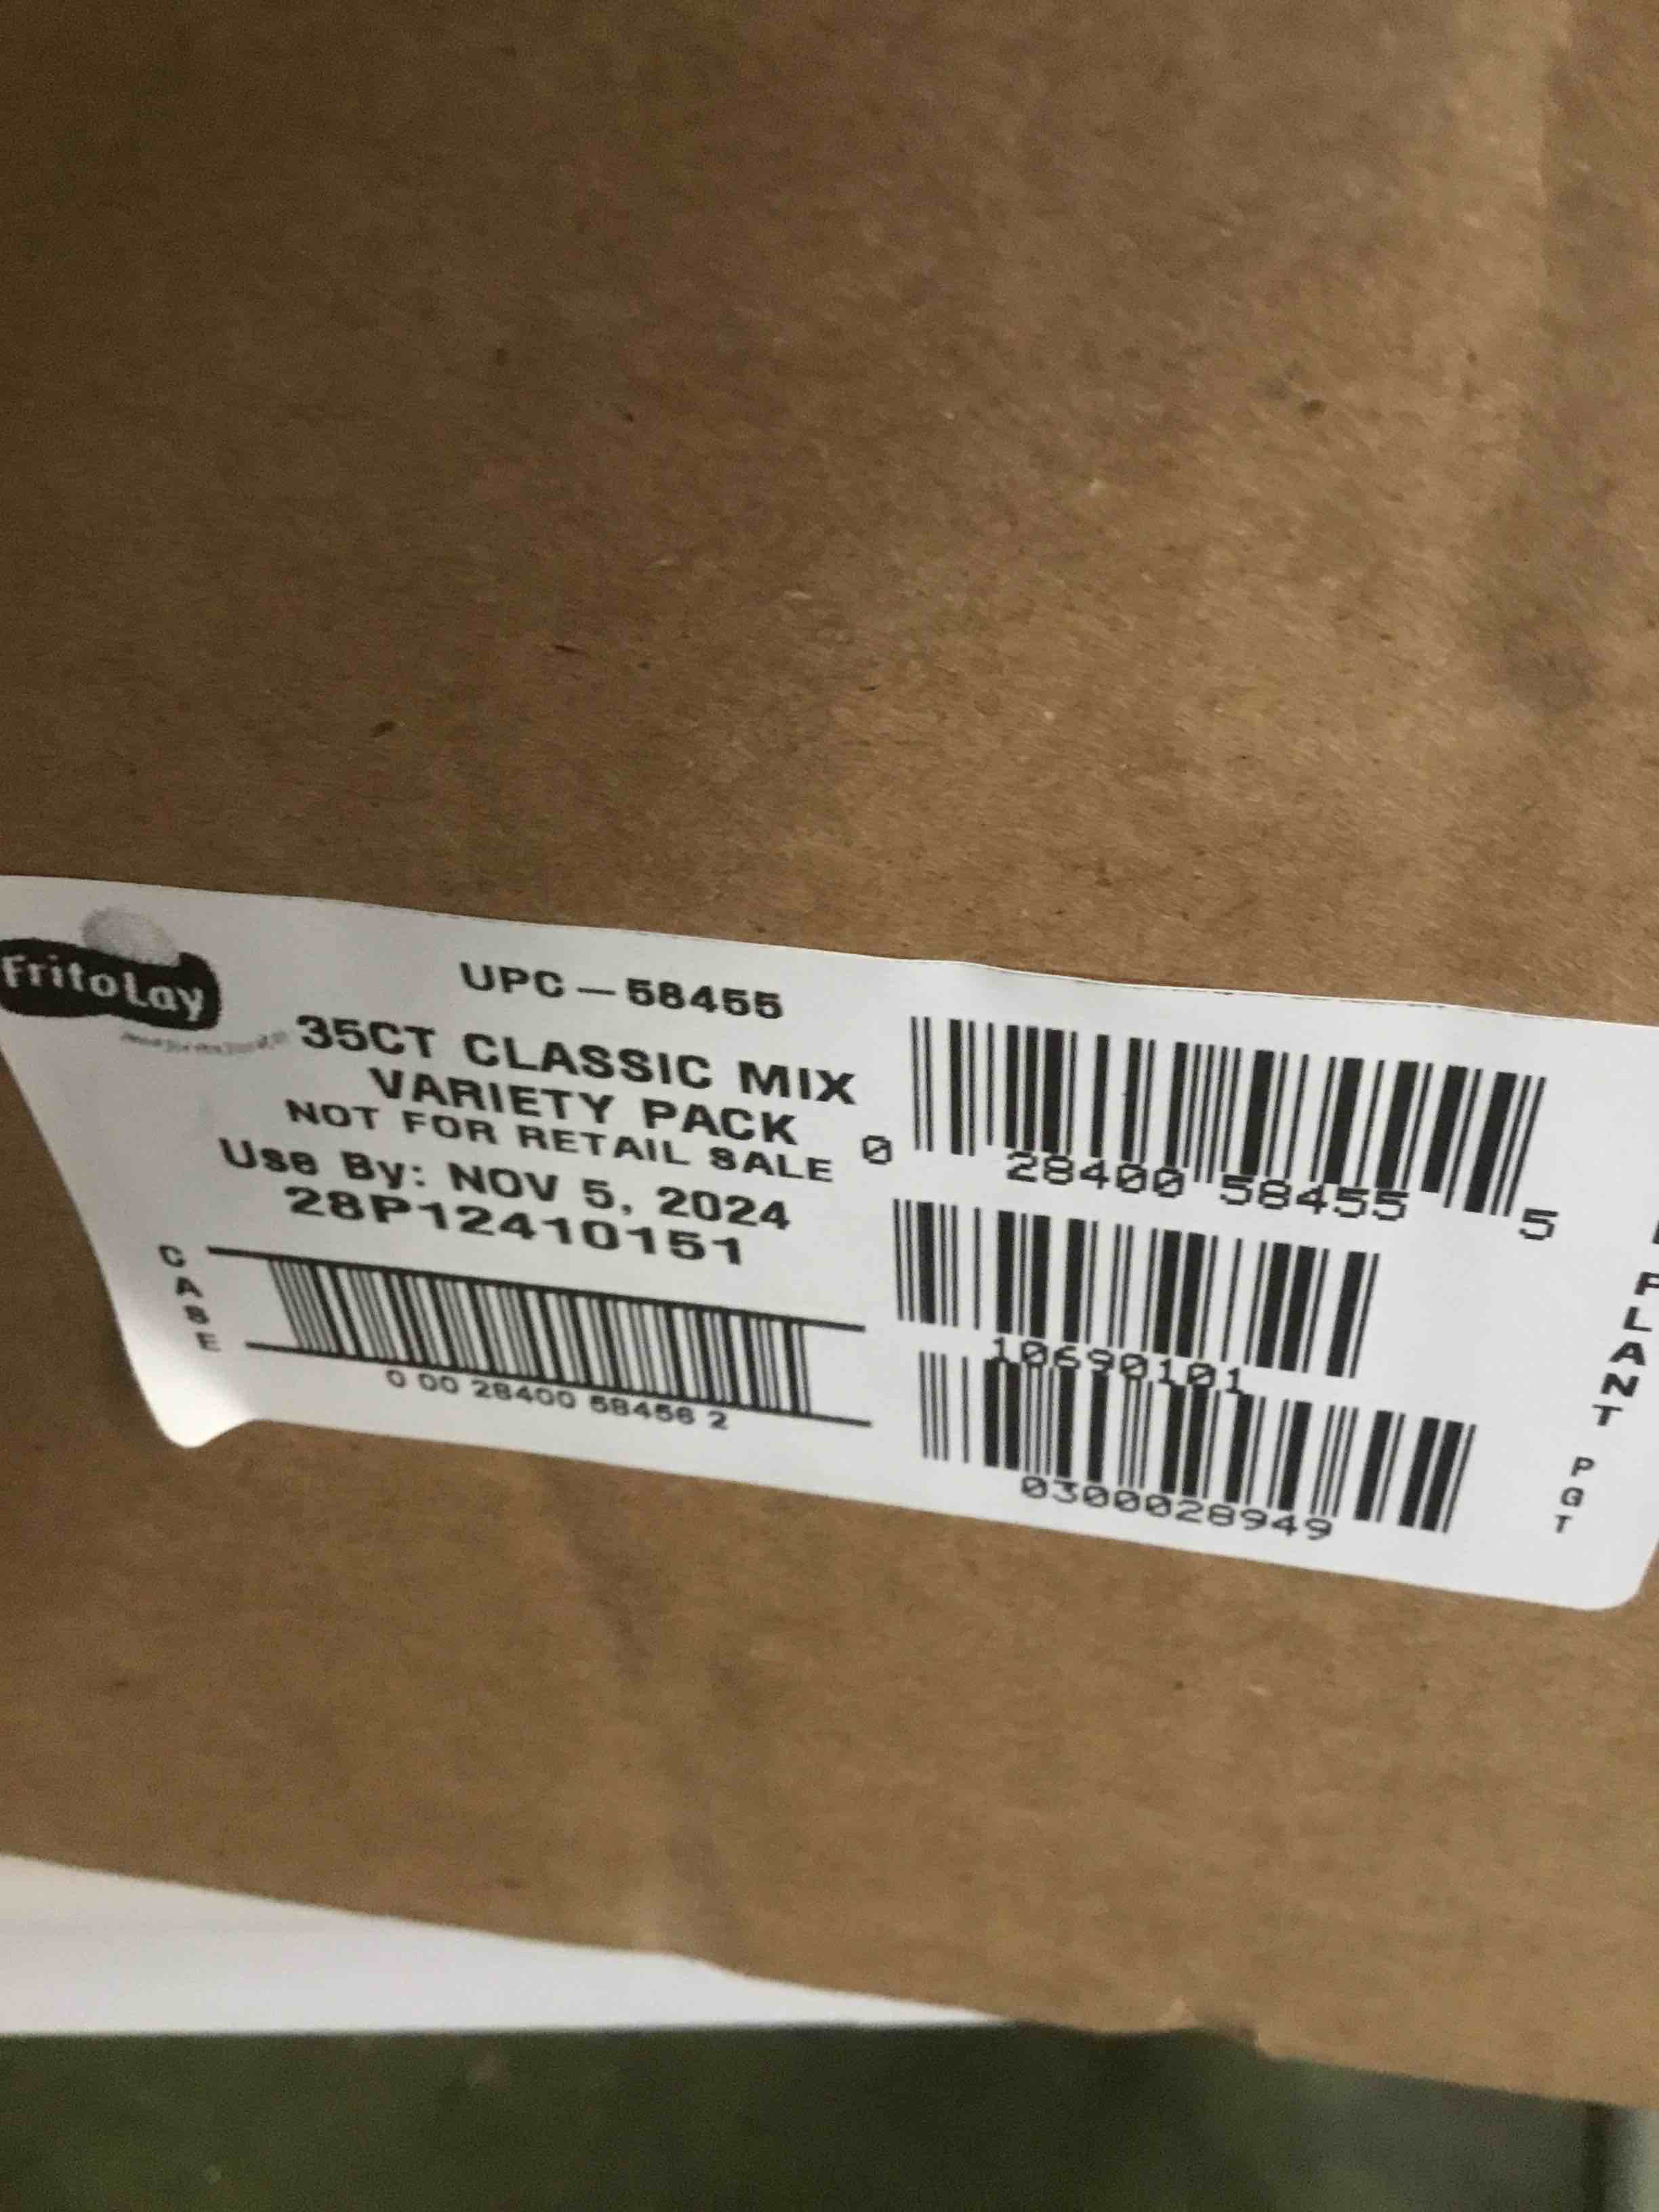 FritoLay
UPC — 58455
35CT CLASSIC MIX
VARIETY PACK
NOT FOR RETAIL SALE
Use By: NOV 5, 2024
28P12410151
CASE
0 00 28400 58456 2
0 28400 58455 5
10690101
0300028949
PLANT PGT